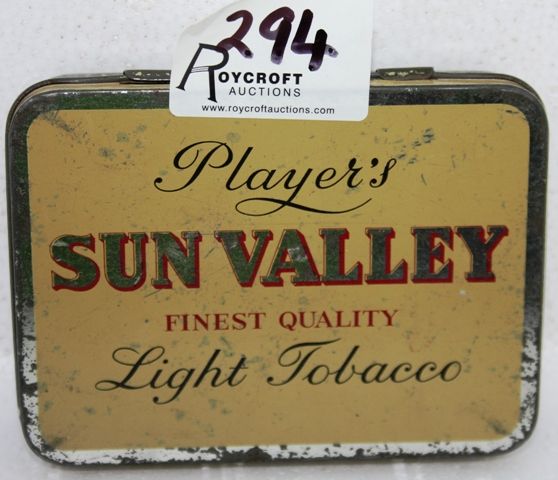 294
ROYCROFT
AUCTIONS
www.roycroftauctions.com
Player's
SUN VALLEY
FINEST QUALITY
Light Tobacco